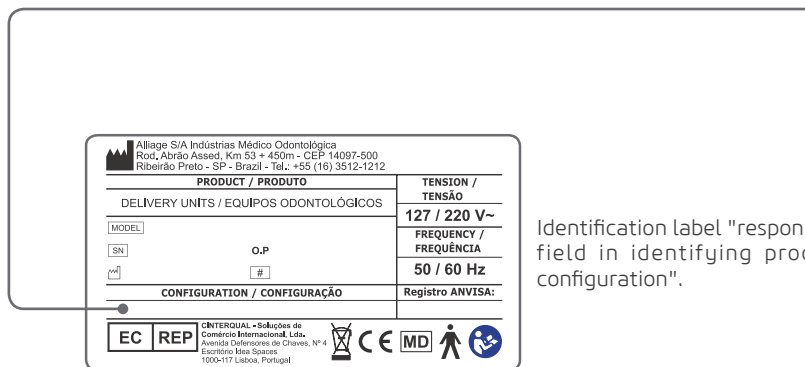 Alliage S/A Indústrias Médico Odontológica
Rod. Abrão Assed, Km 53 + 450m - CEP 14097-500
Ribeirão Preto - SP - Brazil - Tel.: +55 (16) 3512-1212
PRODUCT / PRODUTO
DELIVERY UNITS / EQUIPOS ODONTOLÓGICOS
MODEL
SN
O.P
#
CONFIGURATION / CONFIGURAÇÃO
TENSION /
TENSÃO
127 / 220 V~
FREQUENCY /
FREQUÊNCIA
50 / 60 Hz
Registro ANVISA:
EC REP
CINTERQUAL - Soluções de
Comércio Internacional, Lda.
Avenida Defensores de Chaves, Nº 4
Escritório Idea Spaces
1000-117 Lisboa, Portugal
CE
MD
Identification label "respon
field in identifying
configuration".